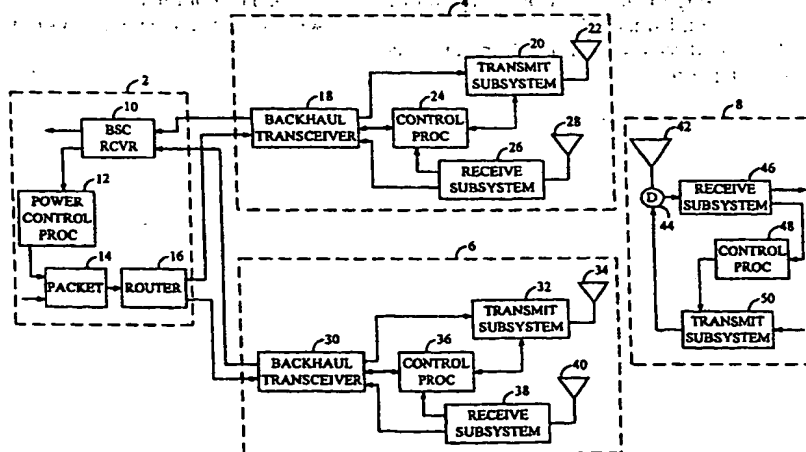 4
22
20
TRANSMIT
SUBSYSTEM
2
10
BSC
RCVR
18
BACKHAUL
TRANSCEIVER
24
CONTROL
PROC
28
26
RECEIVE
SUBSYSTEM
8
42
D
44
46
RECEIVE
SUBSYSTEM
12
POWER
CONTROL
PROC
48
CONTROL
PROC
14
PACKET
16
ROUTER
6
50
TRANSMIT
SUBSYSTEM
34
32
TRANSMIT
SUBSYSTEM
30
BACKHAUL
TRANSCEIVER
36
CONTROL
PROC
40
38
RECEIVE
SUBSYSTEM